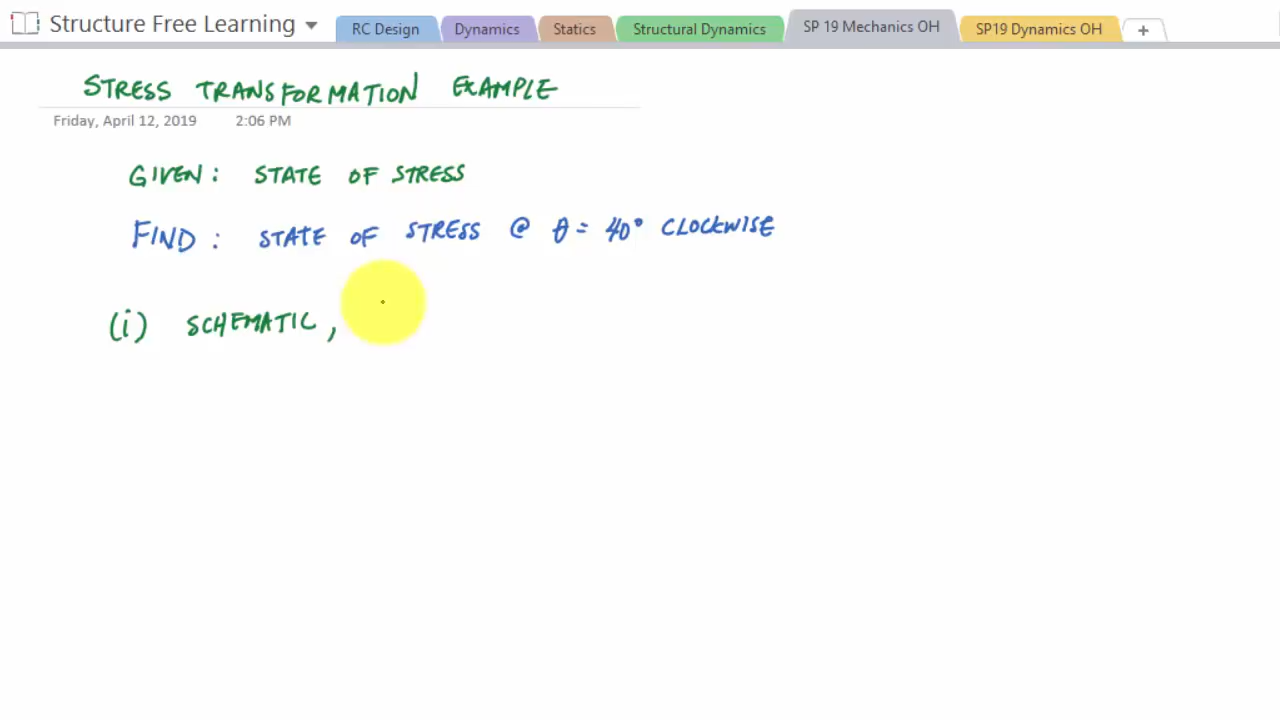 Structure Free Learning
RC Design
Dynamics
Statics
Structural Dynamics
SP 19 Mechanics OH
SP19 Dynamics OH
+
STRESS TRANSFORMATION EXAMPLE
Friday, April 12, 2019 2:06 PM
GIVEN: STATE OF STRESS
FIND: STATE OF STRESS @ θ = 40° CLOCKWISE
(i) SCHEMATIC,